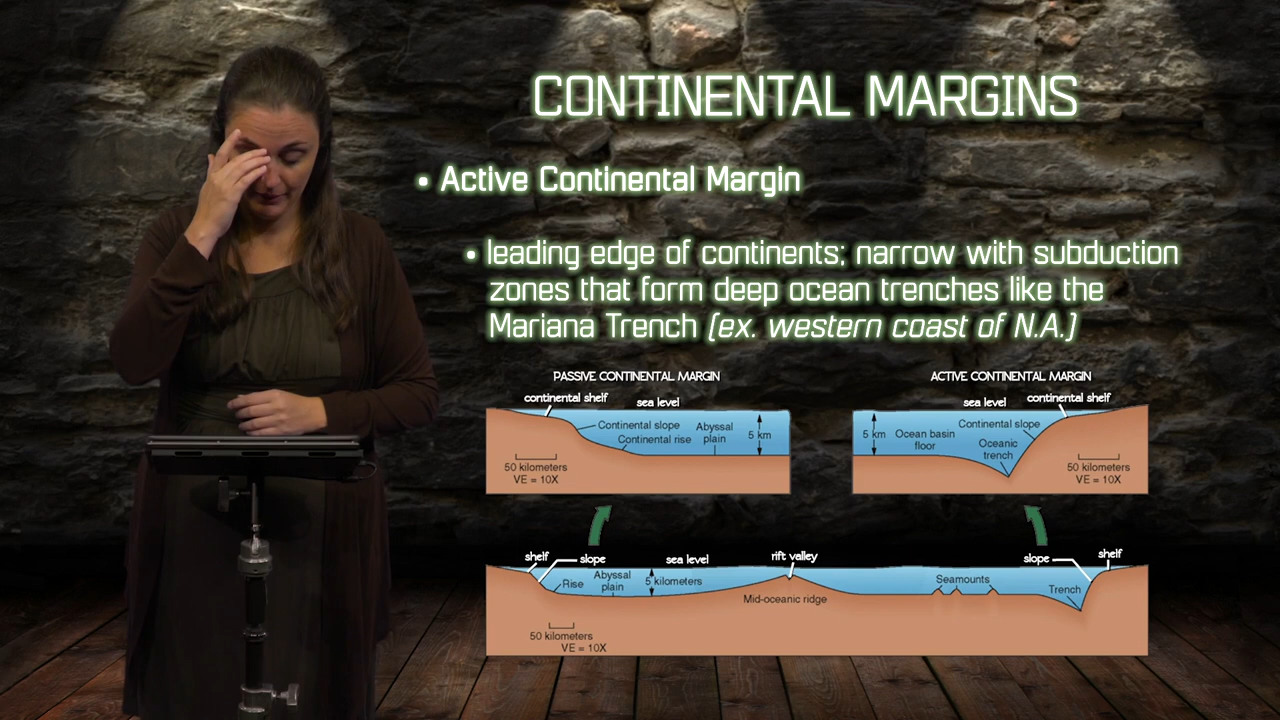 CONTINENTAL MARGINS
• Active Continental Margin
• leading edge of continents; narrow with subduction
zones that form deep ocean trenches like the
Mariana Trench (ex. western coast of N.A.)
PASSIVE CONTINENTAL MARGIN
continental shelf
sea level
Continental slope
Continental rise
Abyssal
plain
5 km
50 kilometers
VE = 10X
ACTIVE CONTINENTAL MARGIN
sea level
continental shelf
5 km
Ocean basin
floor
Continental slope
Oceanic
trench
50 kilometers
VE = 10X
shelf
slope
sea level
rift valley
slope
shelf
Rise
Abyssal
plain
5 kilometers
Mid-oceanic ridge
Seamounts
Trench
50 kilometers
VE = 10X